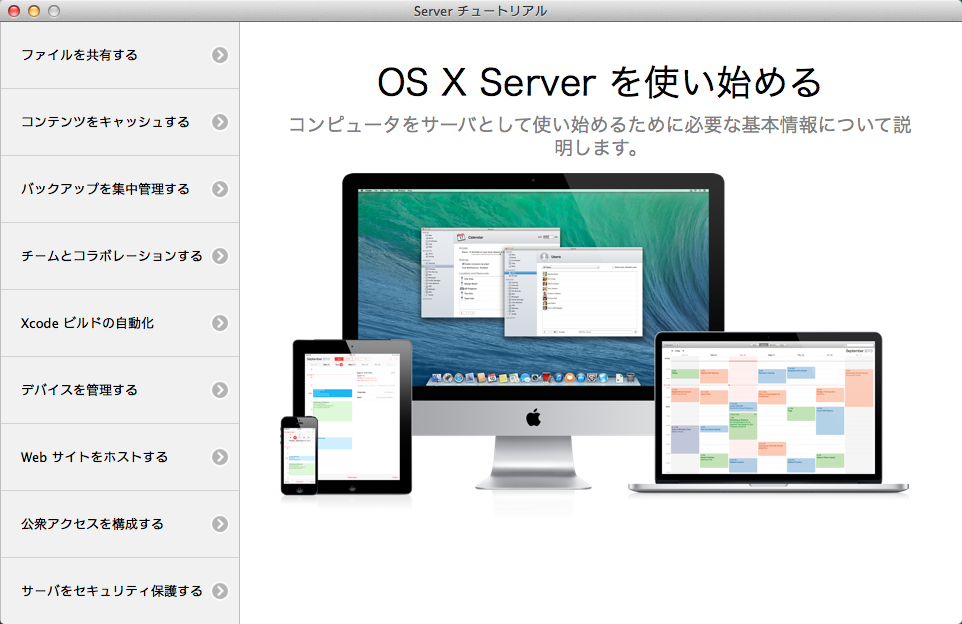 Server チュートリアル
ファイルを共有する
コンテンツをキャッシュする
バックアップを集中管理する
チームとコラボレーションする
Xcode ビルドの自動化
デバイスを管理する
Web サイトをホストする
公衆アクセスを構成する
サーバをセキュリティ保護する
OS X Server を使い始める
コンピュータをサーバとして使い始めるために必要な基本情報について説
明します。
Calendar
Users